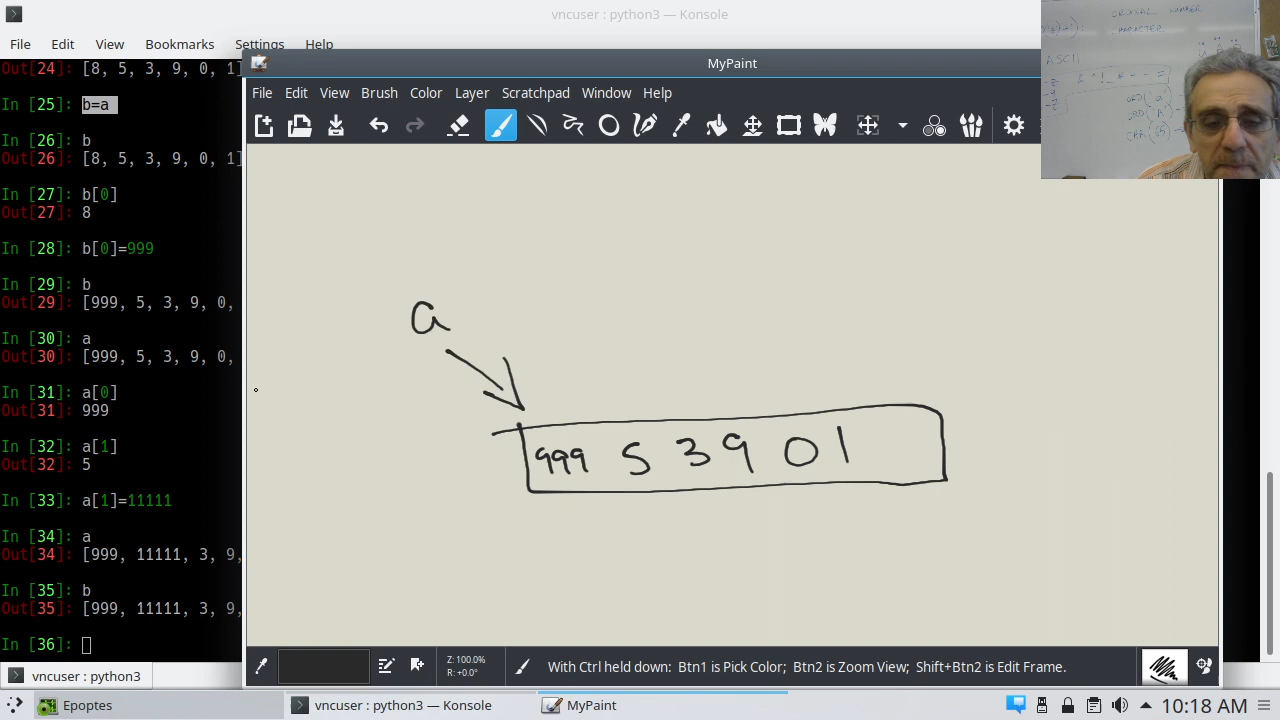 vncuser : python3 — Konsole
File Edit View Bookmarks Settings Help
Out[24]: [8, 5, 3, 9, 0, 1]
In [25]: b=a
In [26]: b
Out[26]: [8, 5, 3, 9, 0, 1]
In [27]: b[0]
Out[27]: 8
In [28]: b[0]=999
In [29]: b
Out[29]: [999, 5, 3, 9, 0,
In [30]: a
Out[30]: [999, 5, 3, 9, 0,
In [31]: a[0]
Out[31]: 999
In [32]: a[1]
Out[32]: 5
In [33]: a[1]=11111
In [34]: a
Out[34]: [999, 11111, 3, 9,
In [35]: b
Out[35]: [999, 11111, 3, 9,
In [36]:
vncuser : python3
MyPaint
File Edit View Brush Color Layer Scratchpad Window Help
a
999 5 3 9 0 1
Z: 100.0%
R: +0.0°
With Ctrl held down: Btn1 is Pick Color; Btn2 is Zoom View; Shift+Btn2 is Edit Frame.
ORDINAL NUMBER
CHARACTER
ASCII
Epoptes
vncuser : python3 — Konsole
MyPaint
10:18 AM